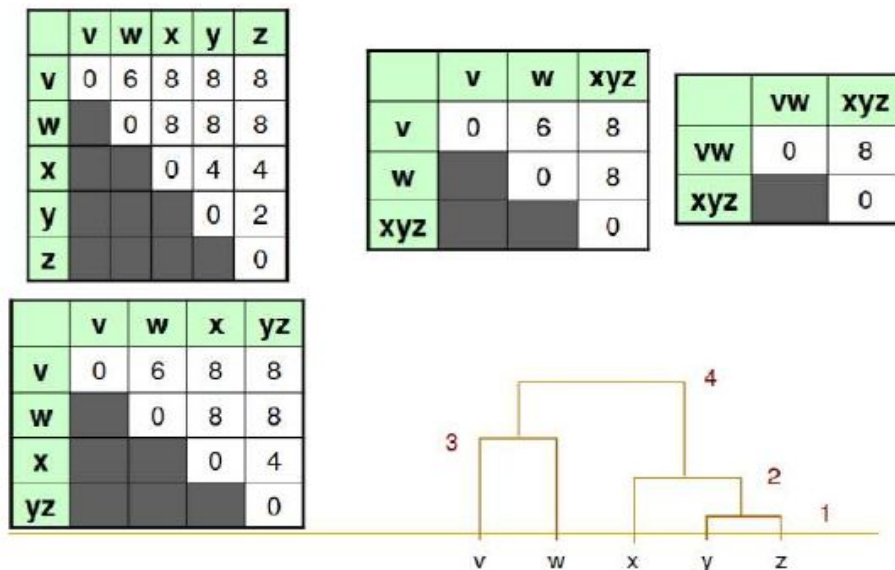 v w x y z
v 0 6 8 8 8
w 0 8 8 8
x 0 4 4
y 0 2
z 0
v w xyz
v 0 6 8
w 0 8
xyz 0
vw xyz
vw 0 8
xyz 0
v w x yz
v 0 6 8 8
w 0 8 8
x 0 4
yz 0
4
3
2
1
v w x y z